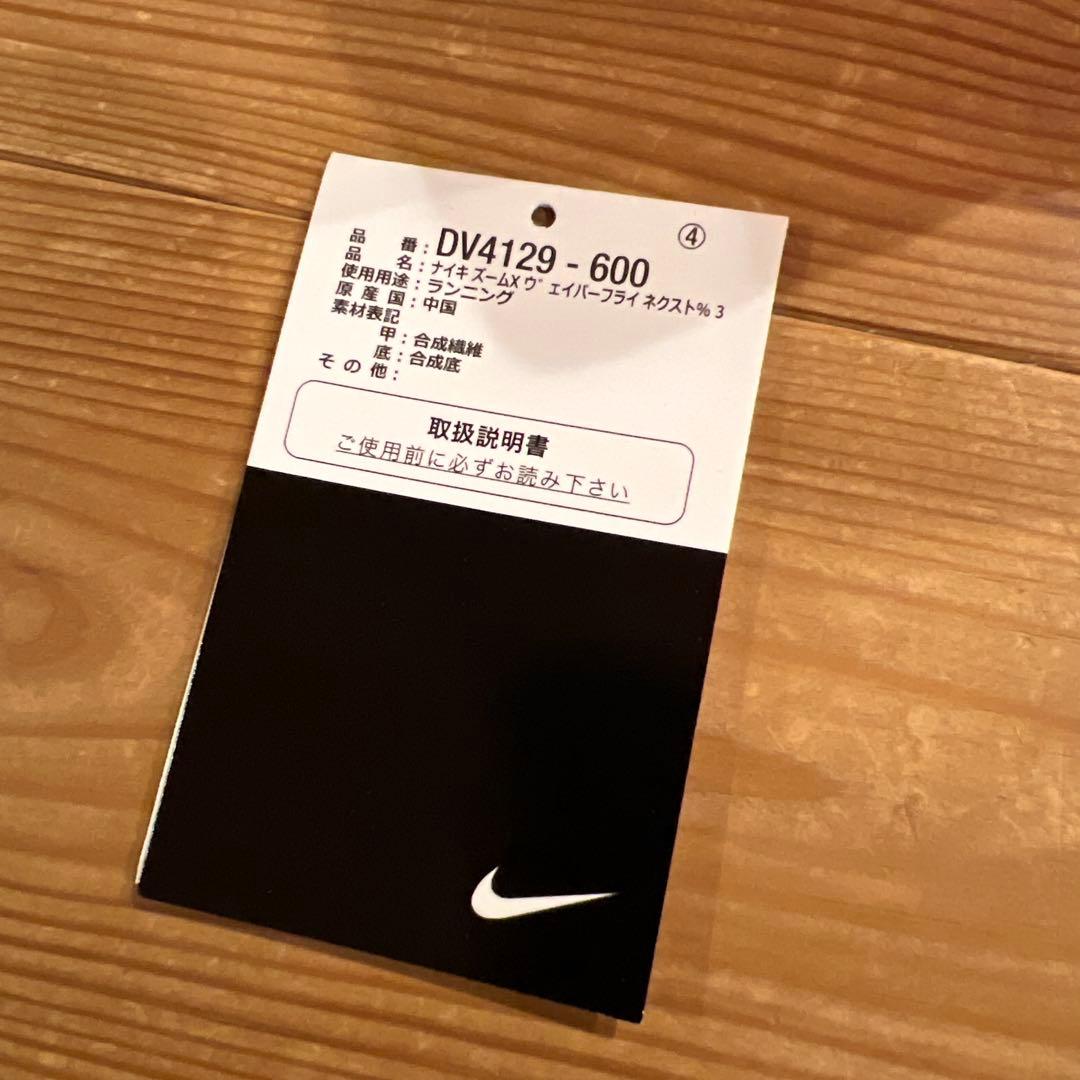 ④
品番：DV4129 - 600
品名：ナイキ ズームX ヴェイパーフライ ネクスト% 3
使用用途：ランニング
原産国：中国
素材表記
甲：合成繊維
底：合成底
その他：
取扱説明書
ご使用前に必ずお読み下さい